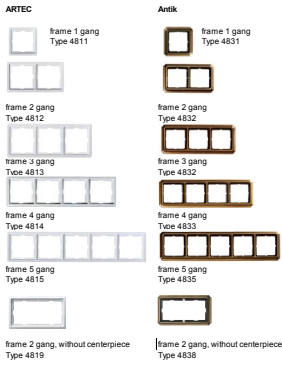 ARTEC
frame 1 gang
Type 4811
frame 2 gang
Type 4812
frame 3 gang
Type 4813
frame 4 gang
Type 4814
frame 5 gang
Type 4815
frame 2 gang, without centerpiece
Type 4819
Antik
frame 1 gang
Type 4831
frame 2 gang
Type 4832
frame 3 gang
Type 4832
frame 4 gang
Type 4833
frame 5 gang
Type 4835
frame 2 gang, without centerpiece
Type 4838